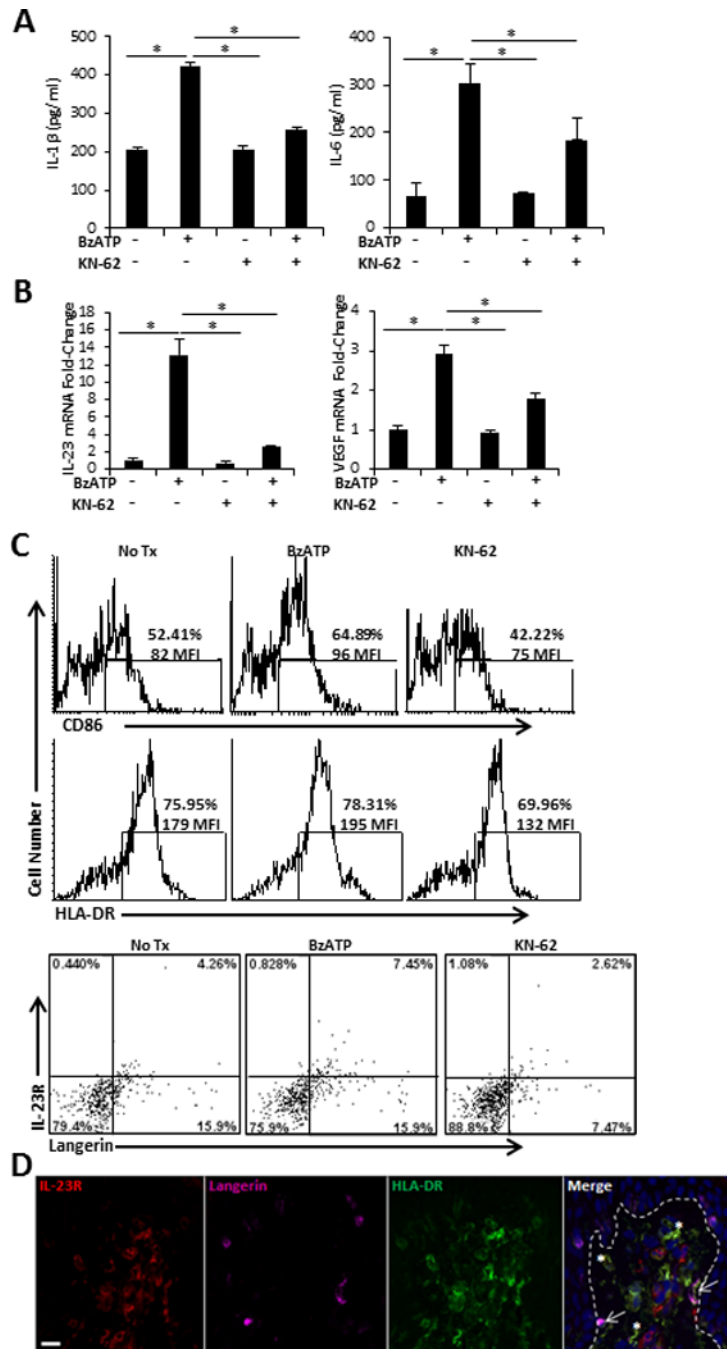 A
500
400
300
200
100
0
IL-1 β (pg/ml)
* * *
BzATP - + - +
KN-62 - - + +
400
300
200
100
0
IL-6 (pg/ml)
* * *
- + - +
- - + +
B
18
16
14
12
10
8
6
4
2
0
IL-23 mRNA Fold-Change
* * *
BzATP - + - +
KN-62 - - + +
4
3
2
1
0
VEGF mRNA Fold-Change
* * *
BzATP - + - +
KN-62 - - + +
C
No Tx BzATP KN-62
52.41% 64.89% 42.22%
82 MFI 96 MFI 75 MFI
CD86
75.95% 78.31% 69.96%
179 MFI 195 MFI 132 MFI
Cell Number
HLA-DR
No Tx BzATP KN-62
0.440% 4.26% 0.828% 7.45% 1.08% 2.62%
IL-23R
79.4% 15.9% 75.9% 15.9% 88.8% 7.47%
Langerin
D
IL-23R Langerin HLA-DR Merge
*
*
*